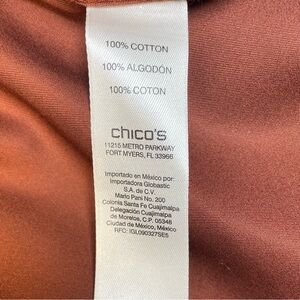 100% COTTON
100% ALGODÓN
100% COTON
chico's
11215 METRO PARKWAY
FORT MYERS, FL 33966
Importado en México por:
Importadora Globastic
S.A. de C.V.
Mario Pani No. 200
Colonia Santa Fe Cuajimalpa
Delegación Cuajimalpa
de Morelos, C.P. 05348
Ciudad de México, México
RFC: IGL090327SE5